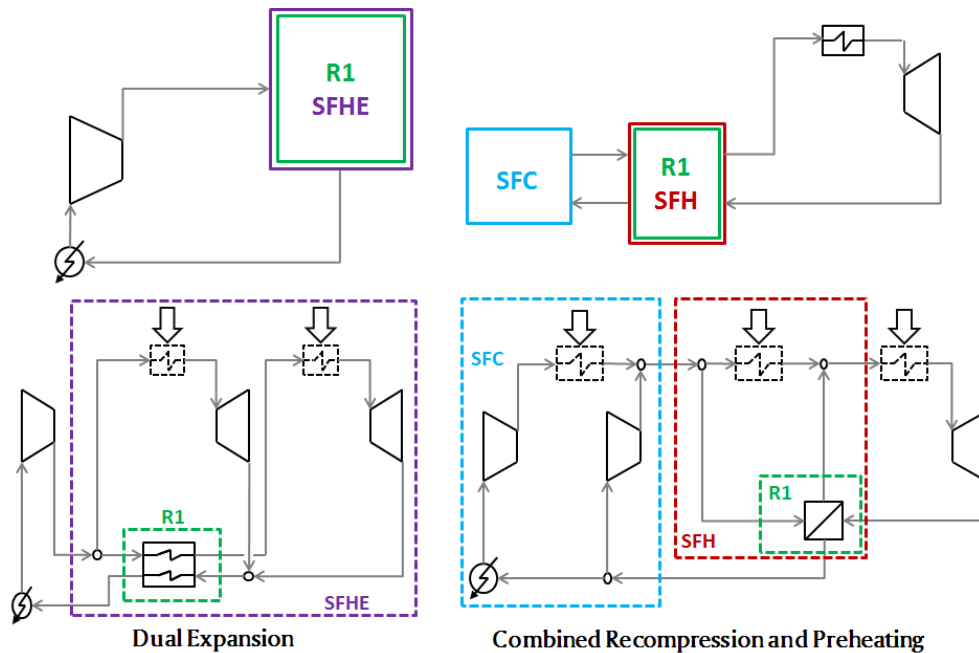 R1
SFHE
SFC
R1
SFH
R1
SFHE
Dual Expansion
SFC
R1
SFH
Combined Recompression and Preheating